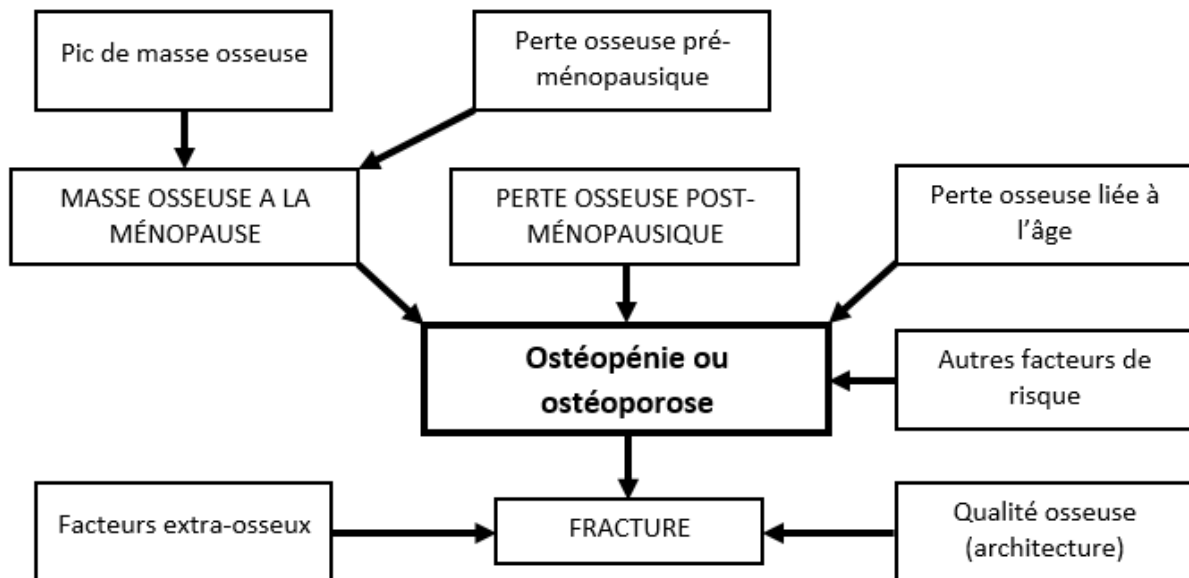 Pic de masse osseuse
Perte osseuse pré-
ménopausique
MASSE OSSEUSE A LA
MÉNOPAUSE
PERTE OSSEUSE POST-
MÉNOPAUSIQUE
Perte osseuse liée à
l’âge
Ostéopénie ou
ostéoporose
Autres facteurs de
risque
Facteurs extra-osseux
FRACTURE
Qualité osseuse
(architecture)